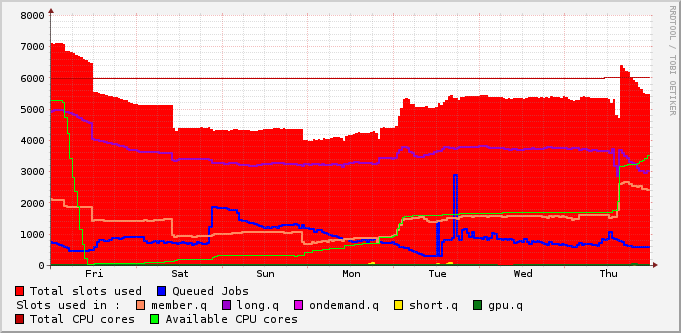 8000
7000
6000
5000
4000
3000
2000
1000
0
Fri Sat Sun Mon Tue Wed Thu
RRDTOOL / TOBI OETIKER
Total slots used Queued Jobs
Slots used in : member.q long.q ondemand.q short.q gpu.q
Total CPU cores Available CPU cores